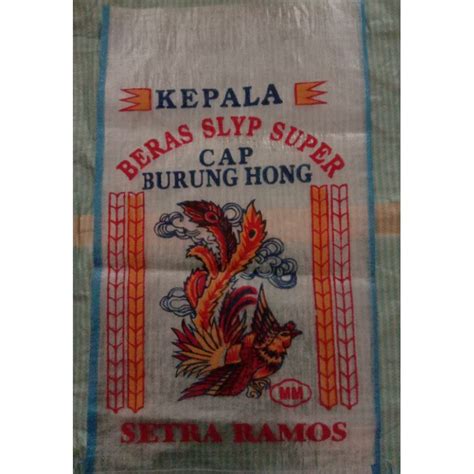 KEPALA
BERAS SLYP SUPER
CAP
BURUNG HONG
MM
SETRA RAMOS